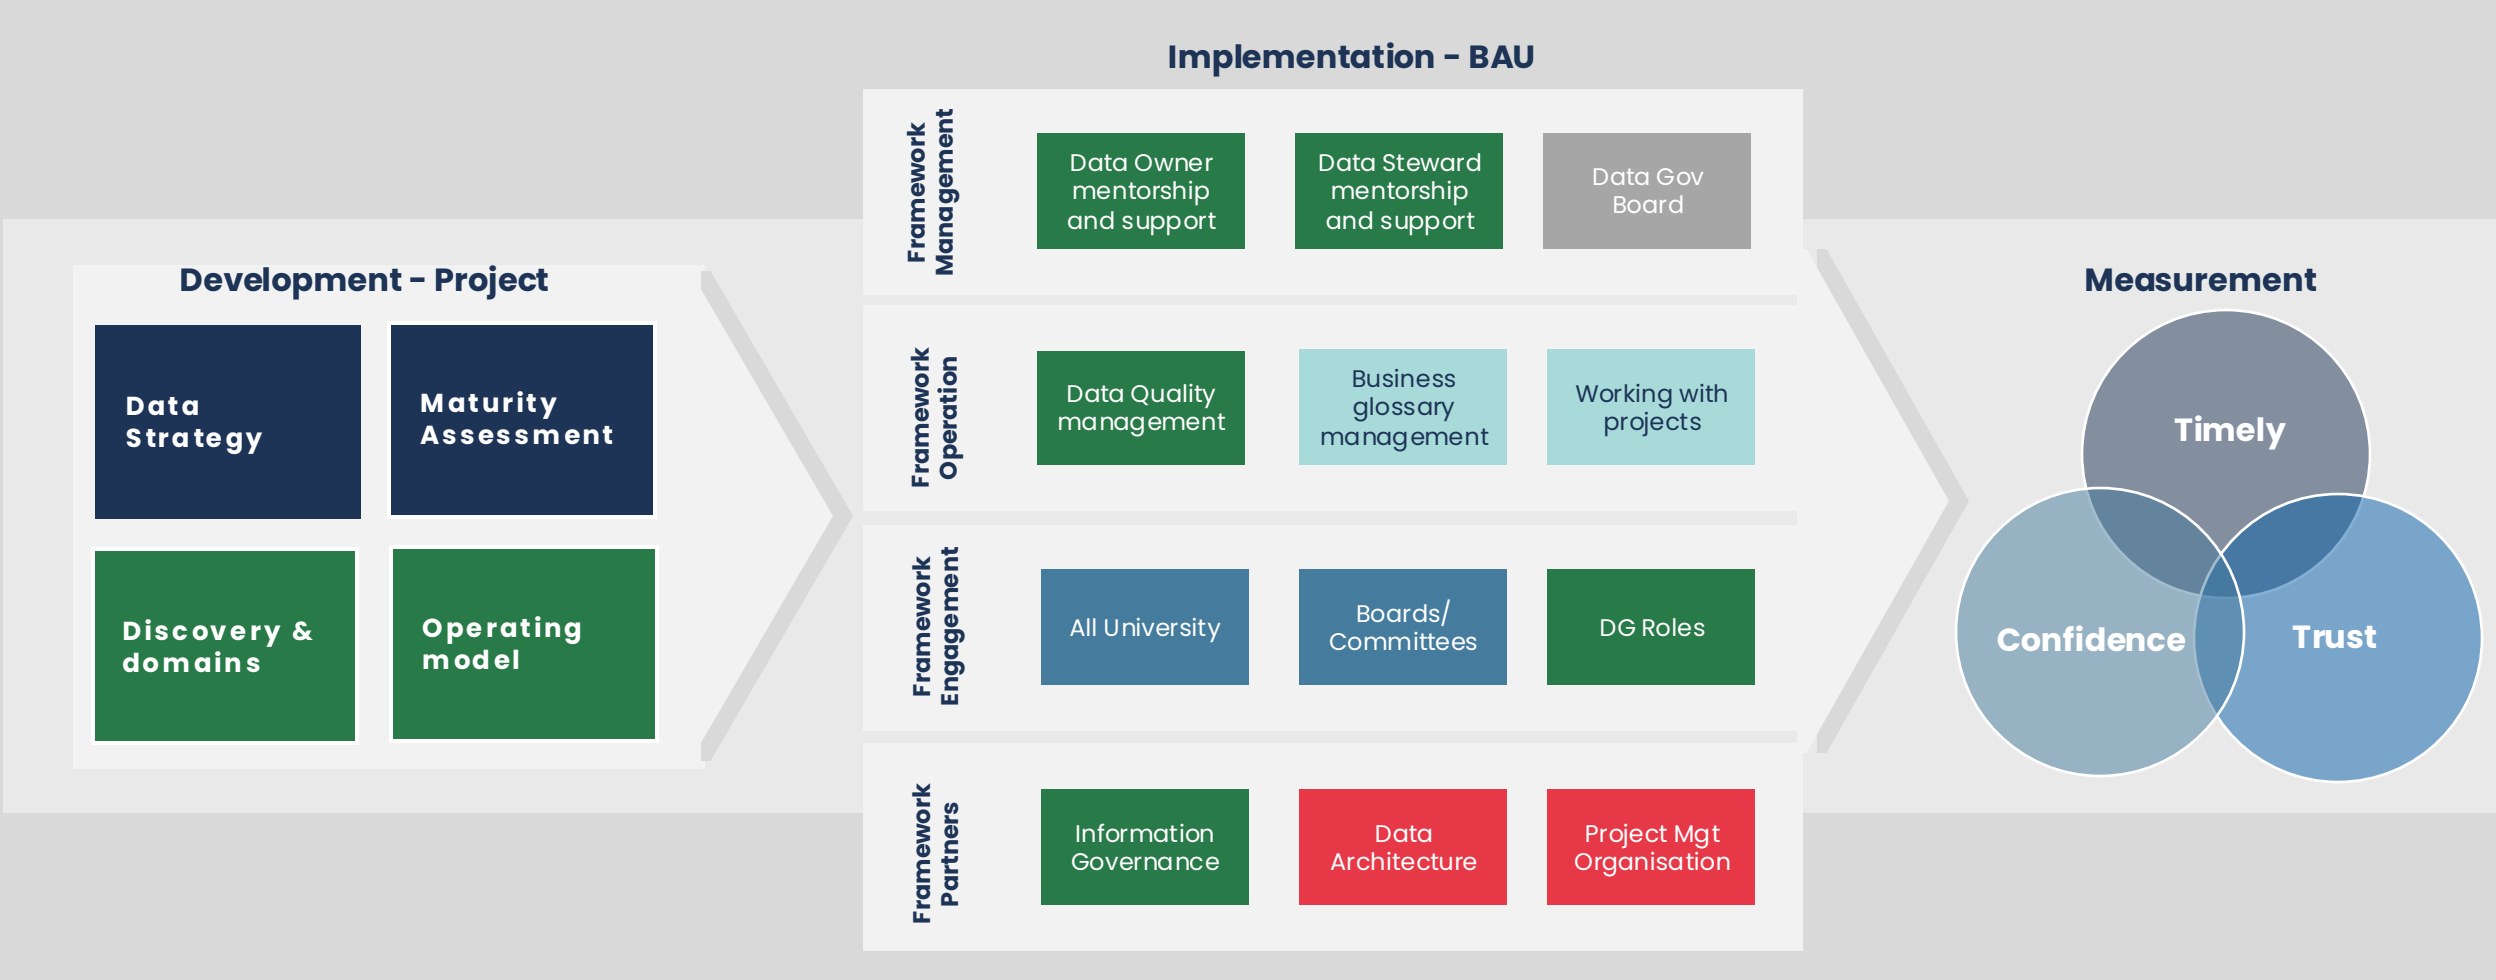 Implementation - BAU
Development - Project
Data
Strategy
Maturity
Assessment
Discovery &
domains
Operating
model
Framework
Management
Data Owner
mentorship
and support
Data Steward
mentorship
and support
Data Gov
Board
Framework
Operation
Data Quality
management
Business
glossary
management
Working with
projects
Framework
Engagement
All University
Boards/
Committees
DG Roles
Framework
Partners
Information
Governance
Data
Architecture
Project Mgt
Organisation
Measurement
Timely
Confidence
Trust